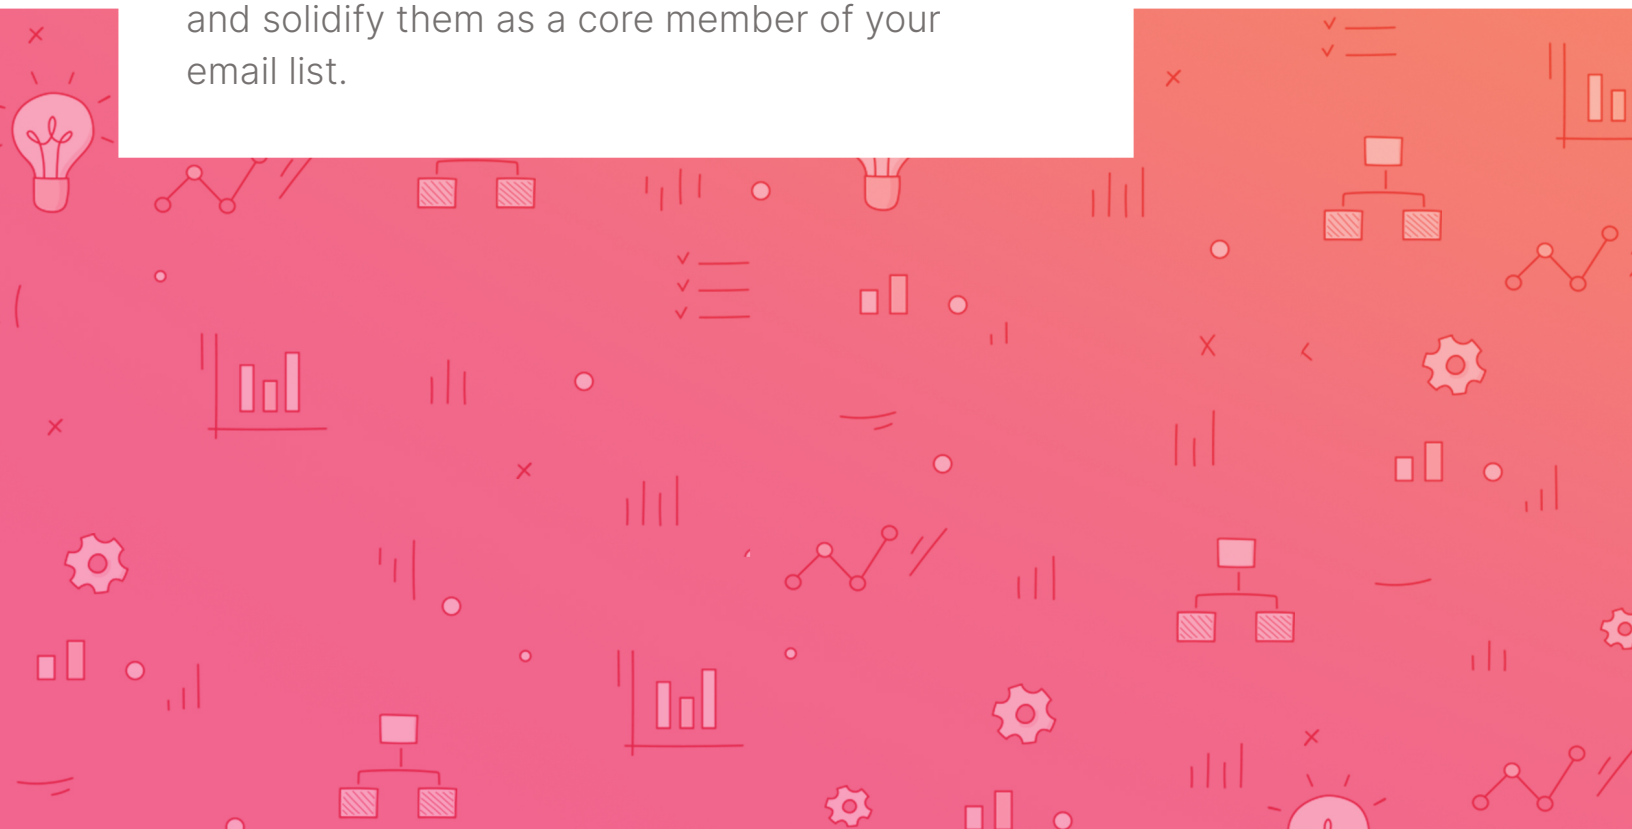 and solidify them as a core member of your
email list.